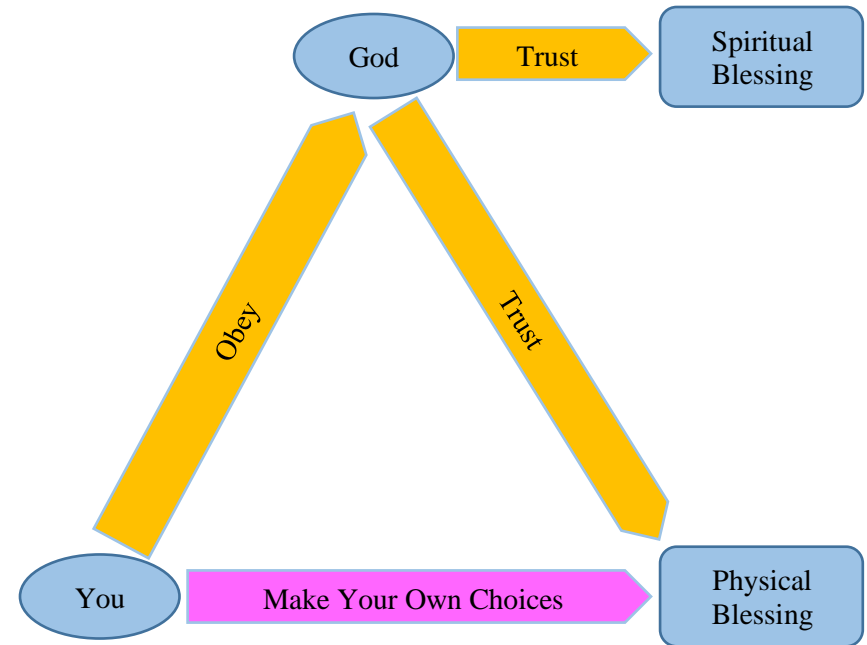 God
Trust
Spiritual
Blessing
Obey
Trust
You
Make Your Own Choices
Physical
Blessing